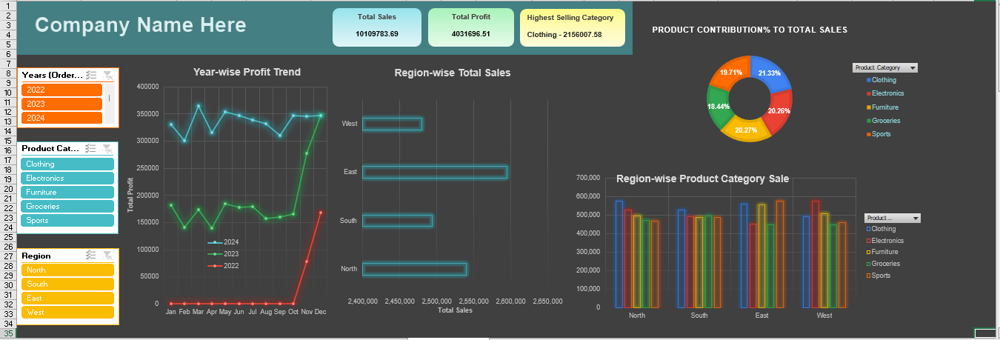 Company Name Here
Total Sales
10109783.69
Total Profit
4031696.51
Highest Selling Category
Clothing - 2156007.58
PRODUCT CONTRIBUTION% TO TOTAL SALES
1
2
3
4
5
6
7
8
9
10
11
12
13
14
15
16
17
18
19
20
21
22
23
24
25
26
27
28
29
30
31
32
33
34
35
Years (Order...
2022
2023
2024
Product Cat...
Clothing
Electronics
Furniture
Groceries
Sports
Region
North
South
East
West
Year-wise Profit Trend
Total Profit
400000
350000
300000
250000
200000
150000
100000
50000
0
2024
2023
2022
Jan Feb Mar Apr May Jun Jul Aug Sep Oct Nov Dec
Region-wise Total Sales
West
East
South
North
2,400,000 2,450,000 2,500,000 2,550,000 2,600,000 2,650,000
Total Sales
19.71%
21.33%
18.44%
20.26%
20.27%
Product Category
Clothing
Electronics
Furniture
Groceries
Sports
Region-wise Product Category Sale
700,000
600,000
500,000
400,000
300,000
200,000
100,000
0
North South East West
Product...
Clothing
Electronics
Furniture
Groceries
Sports